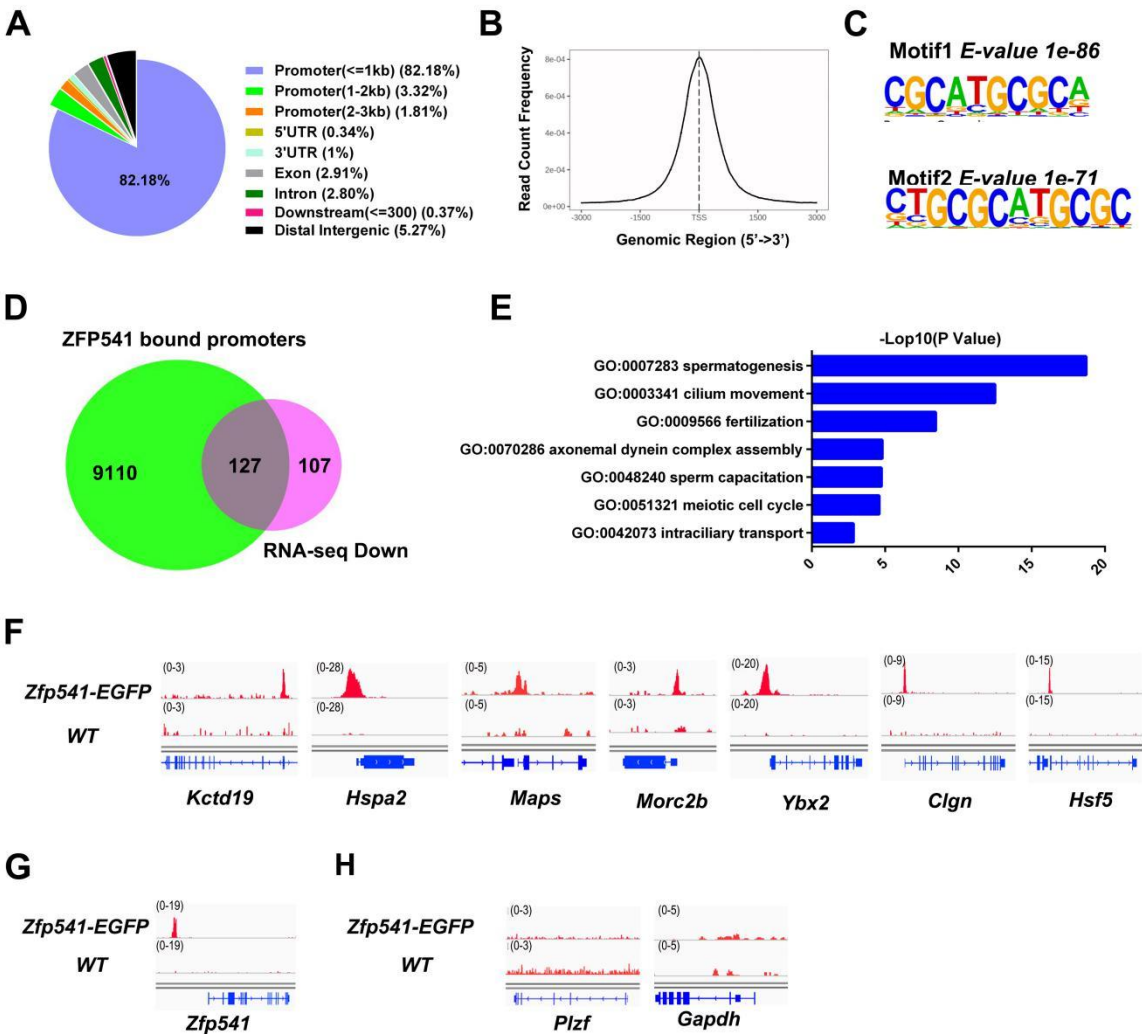 A
Promoter(<=1kb) (82.18%)
Promoter(1-2kb) (3.32%)
Promoter(2-3kb) (1.81%)
5'UTR (0.34%)
3'UTR (1%)
Exon (2.91%)
Intron (2.80%)
Downstream(<=300) (0.37%)
Distal Intergenic (5.27%)
82.18%
B
Read Count Frequency
8e-04
6e-04
2e-04
0e+00
-3000 -1500 TSS 1500 3000
Genomic Region (5'->3')
C
Motif1 E-value 1e-86
CGCATGCGCA
Motif2 E-value 1e-71
CTGCGCATGCGC
D
ZFP541 bound promoters
9110 127 107
RNA-seq Down
E
-Lop10(P Value)
GO:0007283 spermatogenesis
GO:0003341 cilium movement
GO:0009566 fertilization
GO:0070286 axonemal dynein complex assembly
GO:0048240 sperm capacitation
GO:0051321 meiotic cell cycle
GO:0042073 intraciliary transport
0 5 10 15 20
F
Zfp541-EGFP (0-3) (0-28) (0-5) (0-3) (0-20) (0-9) (0-15)
WT (0-3) (0-28) (0-5) (0-3) (0-20) (0-9) (0-15)
Kctd19 Hspa2 Maps Morc2b Ybx2 Clgn Hsf5
G
Zfp541-EGFP (0-19)
WT (0-19)
Zfp541
H
Zfp541-EGFP (0-3) (0-5)
WT (0-3) (0-5)
Plzf Gapdh